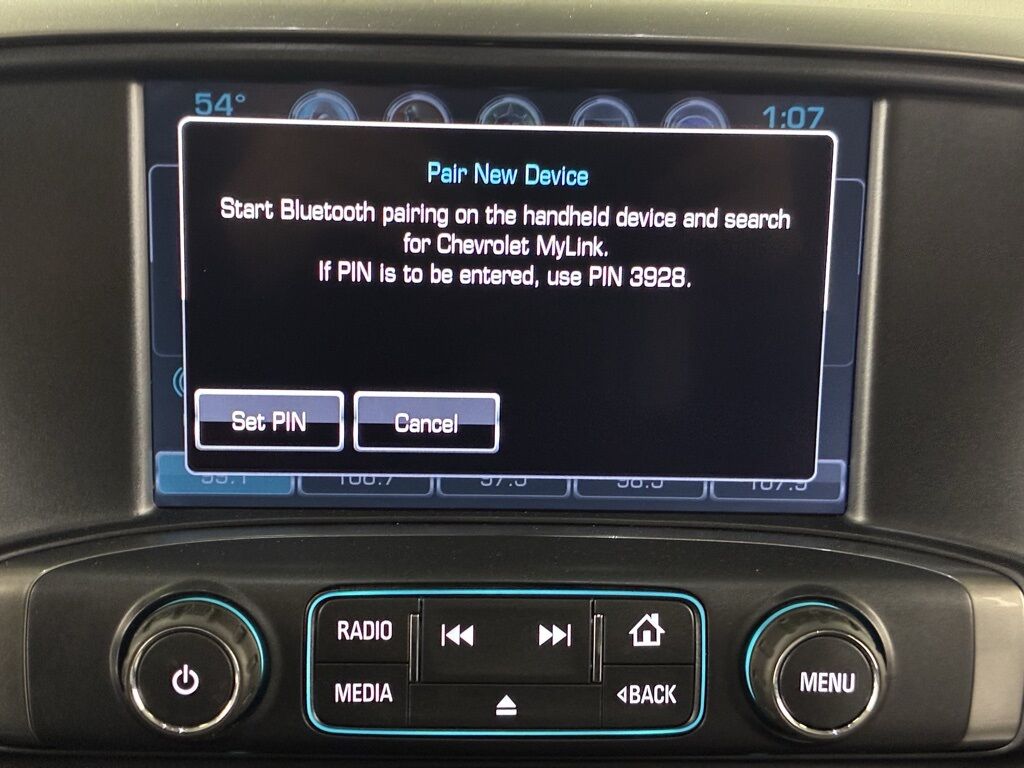 54°
1:07
Pair New Device
Start Bluetooth pairing on the handheld device and search
for Chevrolet MyLink.
If PIN is to be entered, use PIN 3928.
Set PIN
Cancel
RADIO
MEDIA
BACK
MENU